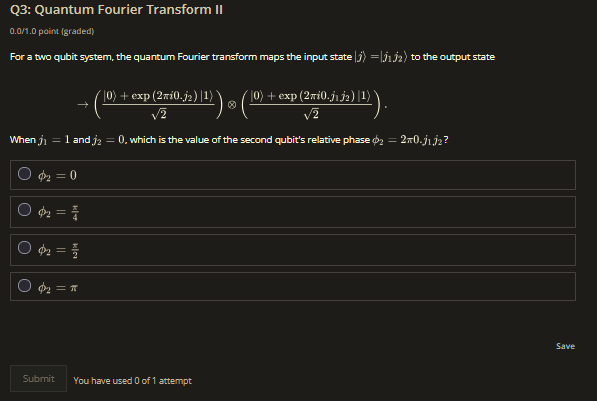 Q3: Quantum Fourier Transform II
0.0/1.0 point (graded)
For a two qubit system, the quantum Fourier transform maps the input state |j⟩ =|j₁j₂⟩ to the output state
→ ( |0⟩ + exp (2πi0.j₂) |1⟩ / √2 ) ⊗ ( |0⟩ + exp (2πi0.j₁j₂) |1⟩ / √2 ) .
When j₁ = 1 and j₂ = 0, which is the value of the second qubit's relative phase ϕ₂ = 2π0.j₁j₂?
ϕ₂ = 0
ϕ₂ = π/4
ϕ₂ = π/2
ϕ₂ = π
Save
Submit You have used 0 of 1 attempt